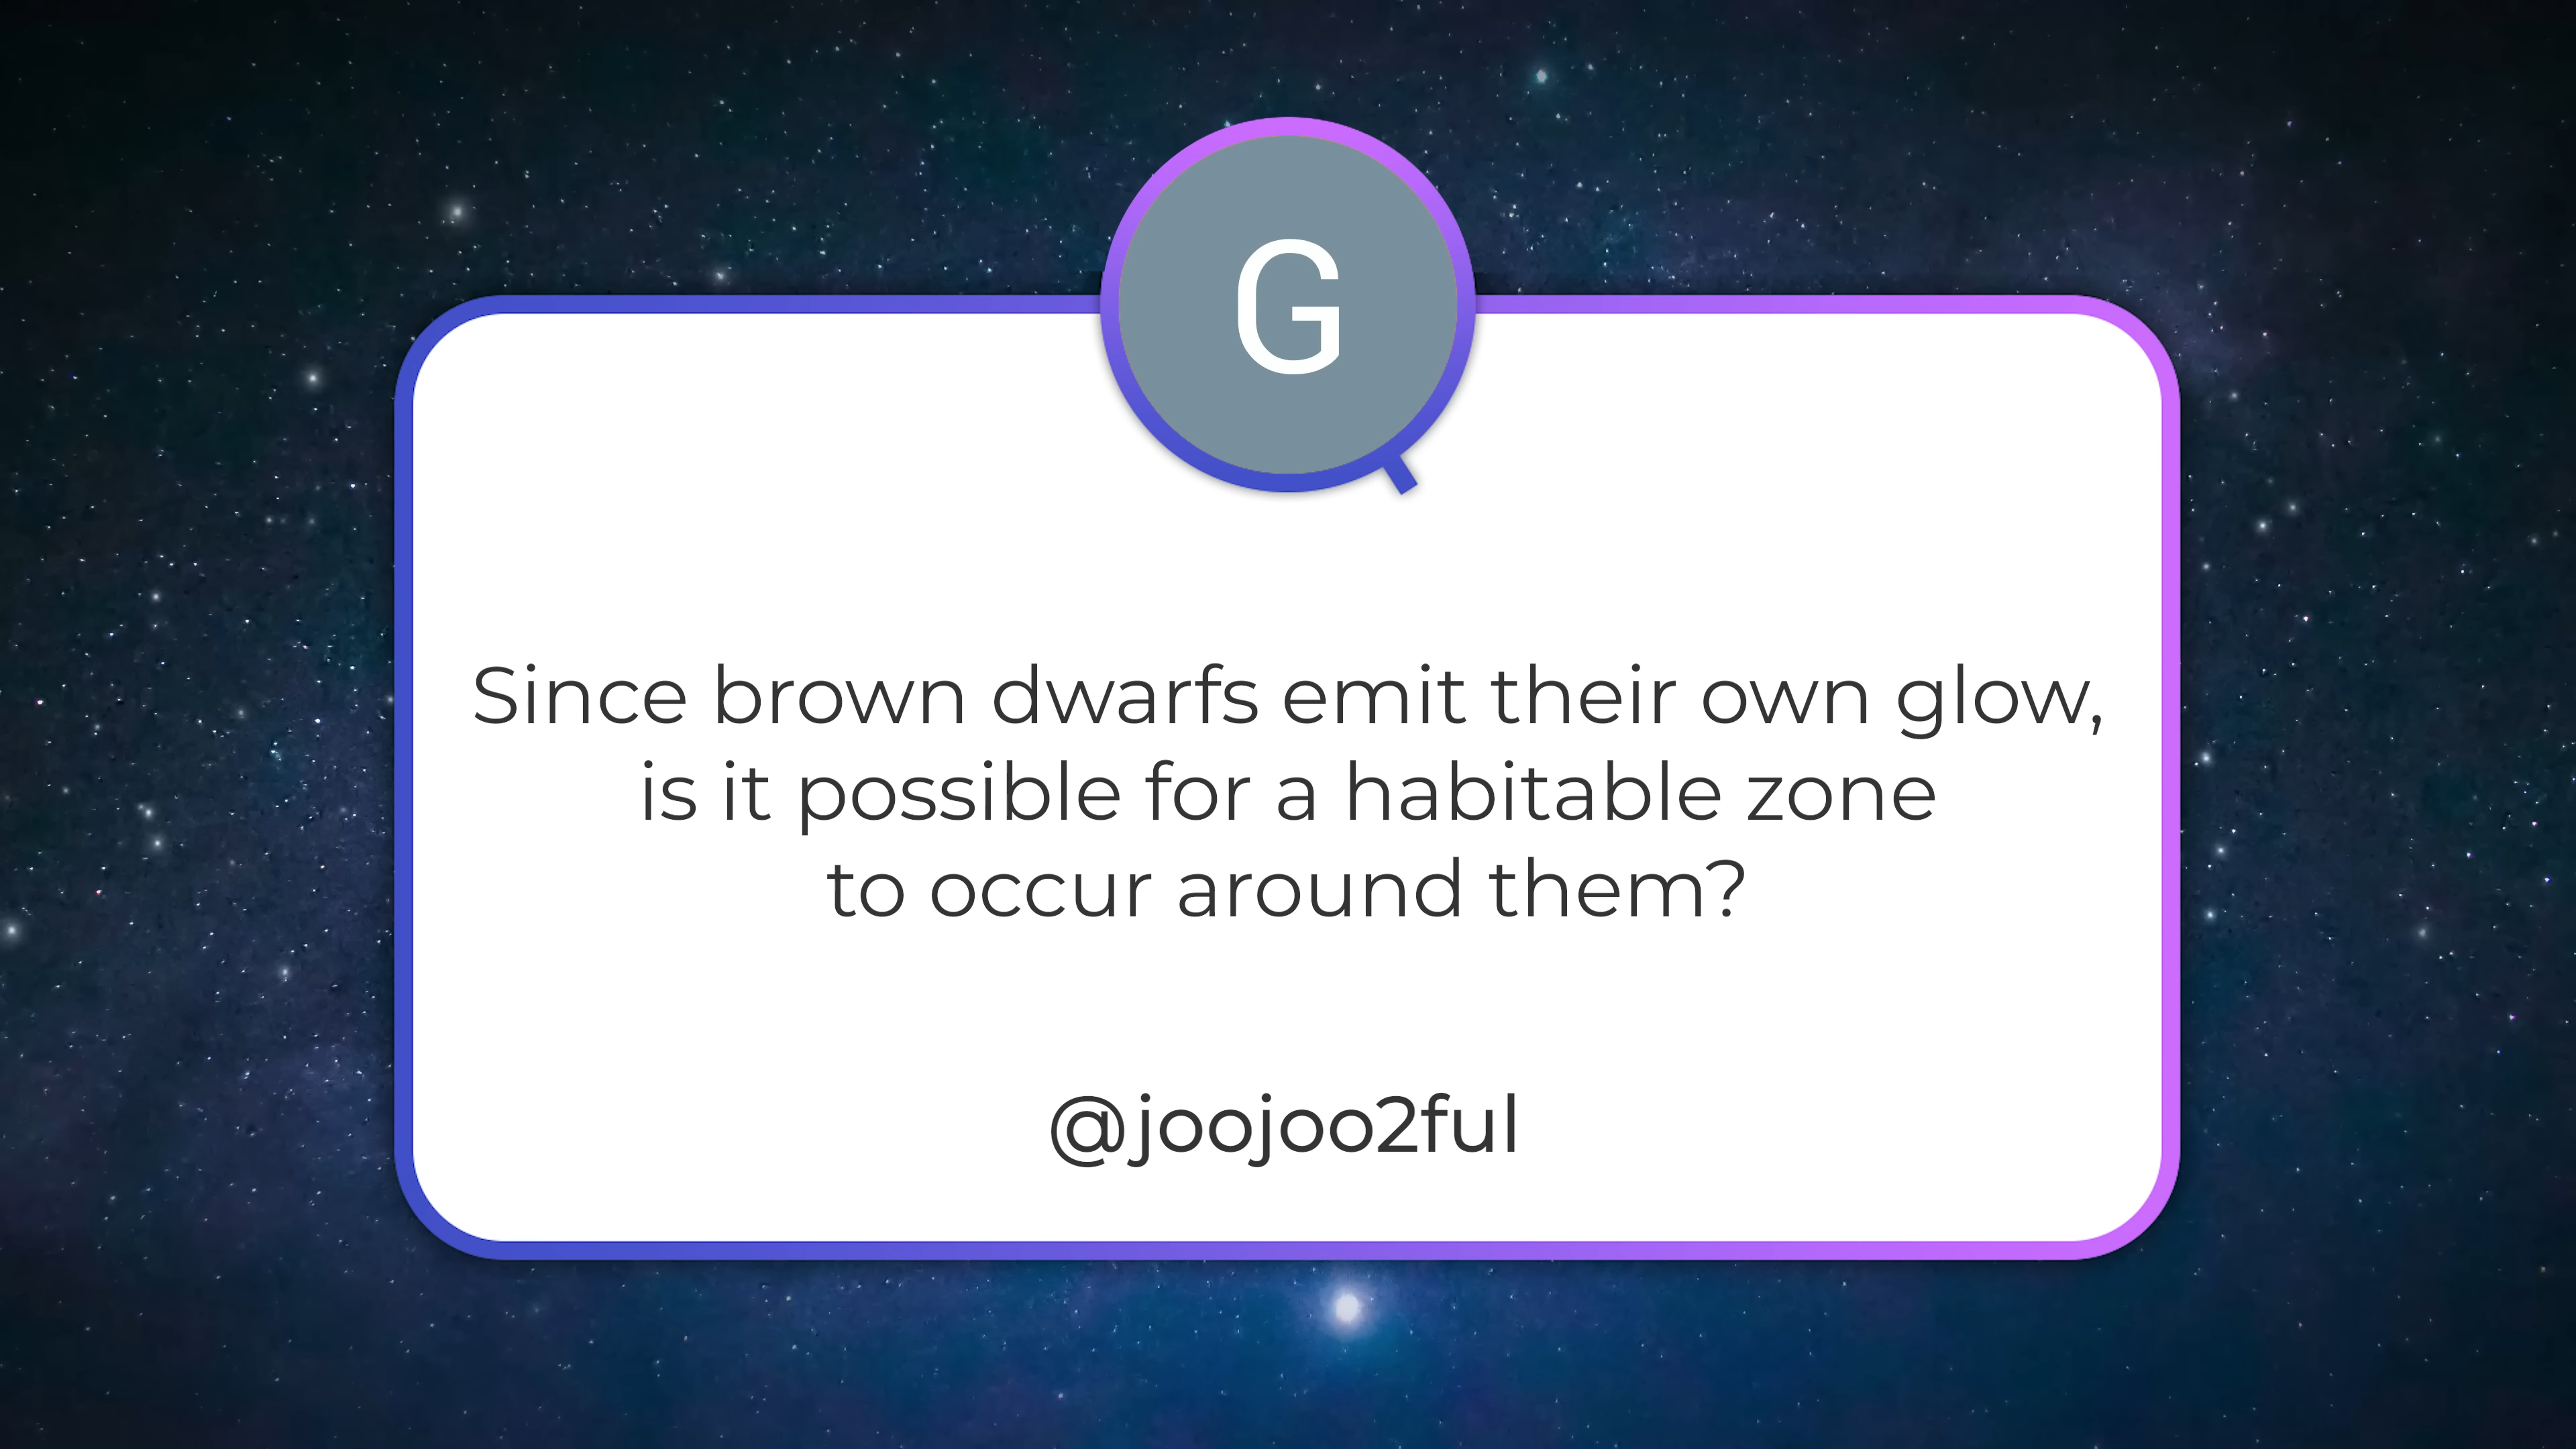 G
Since brown dwarfs emit their own glow,
is it possible for a habitable zone
to occur around them?
@joojoo2ful